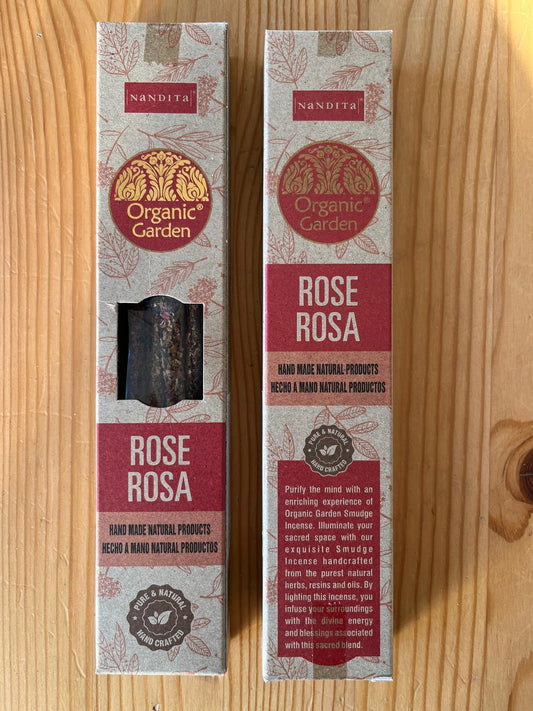 NANDITA®
Organic®
Garden
ROSE
ROSA
HAND MADE NATURAL PRODUCTS
HECHO A MANO NATURAL PRODUCTOS
PURE & NATURAL
HAND CRAFTED
NANDITA®
Organic®
Garden
ROSE
ROSA
HAND MADE NATURAL PRODUCTS
HECHO A MANO NATURAL PRODUCTOS
PURE & NATURAL
HAND CRAFTED
Purify the mind with an
enriching experience of
Organic Garden Smudge
Incense. Illuminate your
sacred space with our
exquisite Smudge
Incense handcrafted
from the purest natural
herbs, resins and oils. By
lighting this incense, you
infuse your surroundings
with the divine energy
and blessings associated
with this sacred blend.